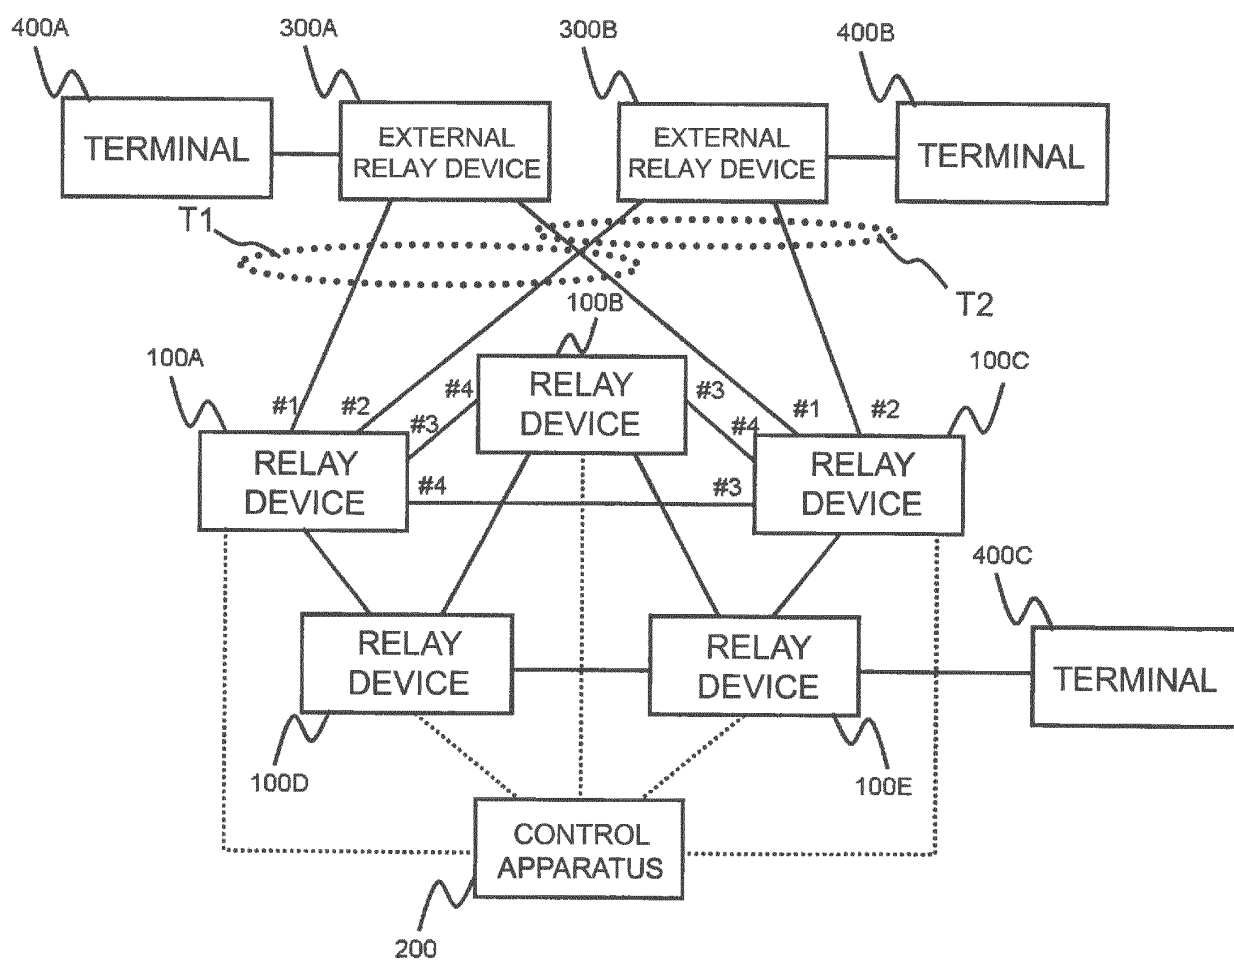 400A
300A
300B
400B
TERMINAL
EXTERNAL
RELAY DEVICE
EXTERNAL
RELAY DEVICE
TERMINAL
T1
T2
100B
100A
100C
#1
#2
#3
#4
RELAY
DEVICE
#3
#4
#1
#2
RELAY
DEVICE
#4
#3
RELAY
DEVICE
400C
RELAY
DEVICE
RELAY
DEVICE
TERMINAL
100D
100E
CONTROL
APPARATUS
200